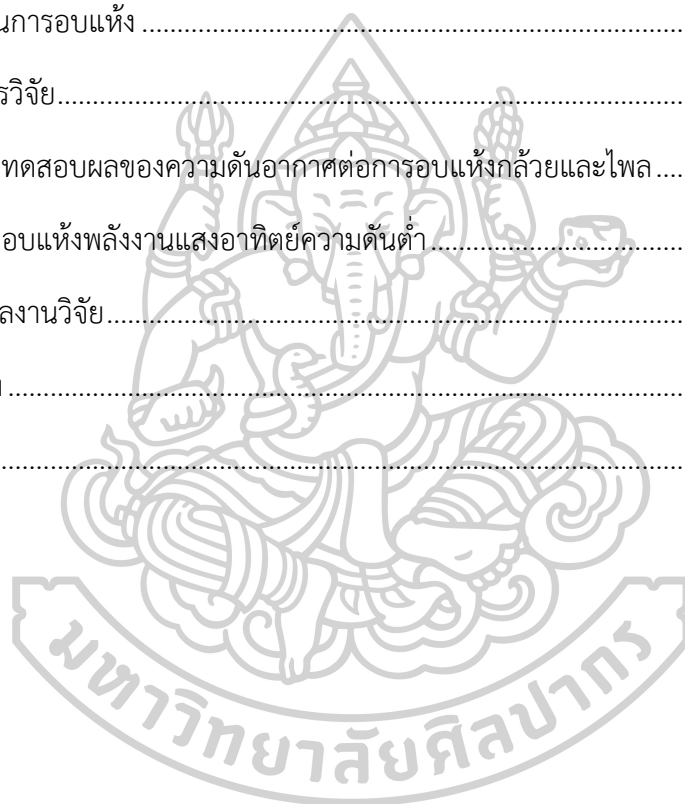 นการอบแห้ง ................................................................
รวิจัย................................................................
ทดสอบผลของความดันอากาศต่อการอบแห้งกล้วยและไพล ....
อบแห้งพลังงานแสงอาทิตย์ความดันต่ำ ................................
ลงานวิจัย................................................................
................................................................
................................................................
มหาวิทยาลัยศิลปากร